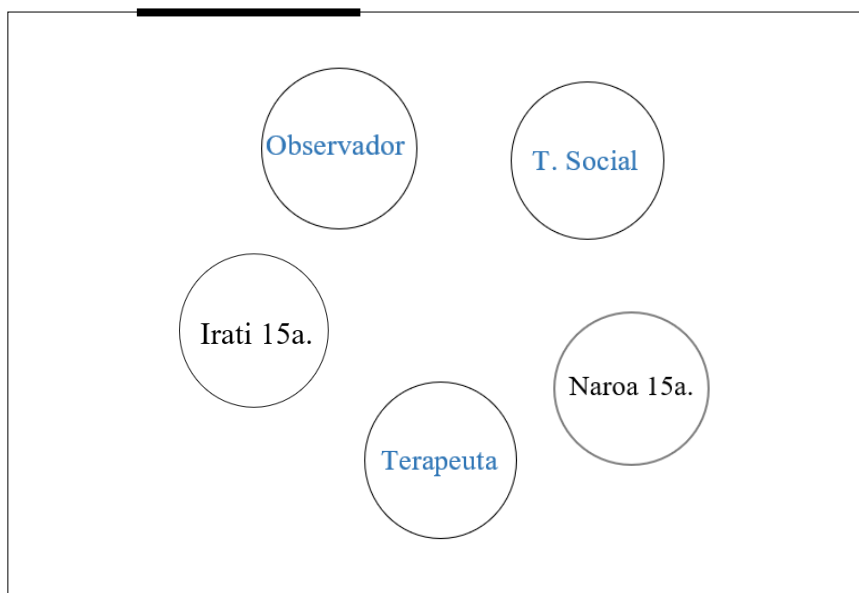 Observador
T. Social
Irati 15a.
Naroa 15a.
Terapeuta